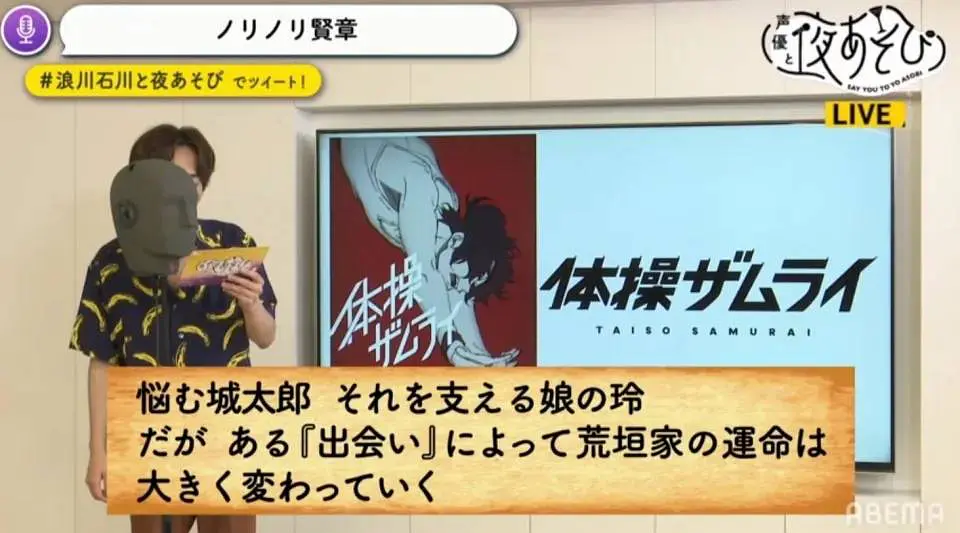 ノリノリ賢章
#浪川石川と夜あそび でツイート!
声優と夜あそび
SAY YOU TO YO ASOBI
LIVE
体操
ザムライ
体操ザムライ
TAISO SAMURAI
悩む城太郎 それを支える娘の玲
だが ある『出会い』によって荒垣家の運命は
大きく変わっていく
ABEMA